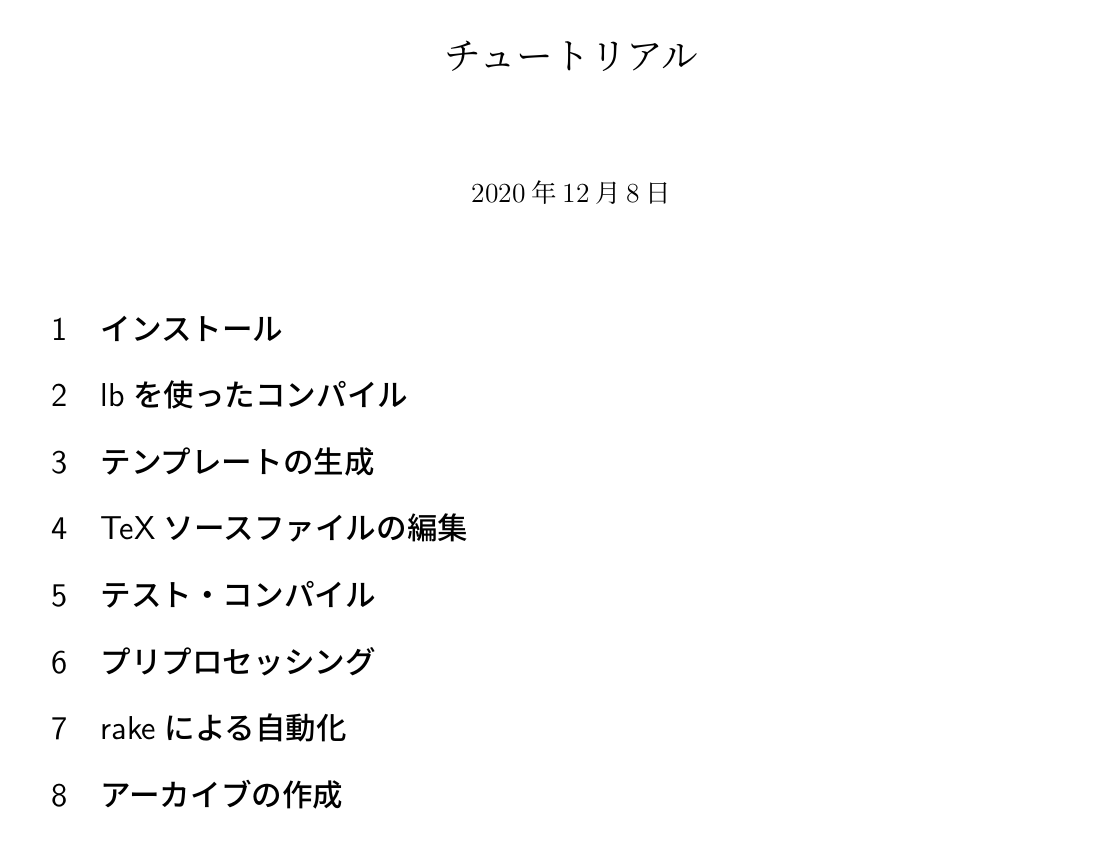 チュートリアル
2020 年 12 月 8 日
1 インストール
2 lb を使ったコンパイル
3 テンプレートの生成
4 TeX ソースファイルの編集
5 テスト・コンパイル
6 プリプロセッシング
7 rake による自動化
8 アーカイブの作成